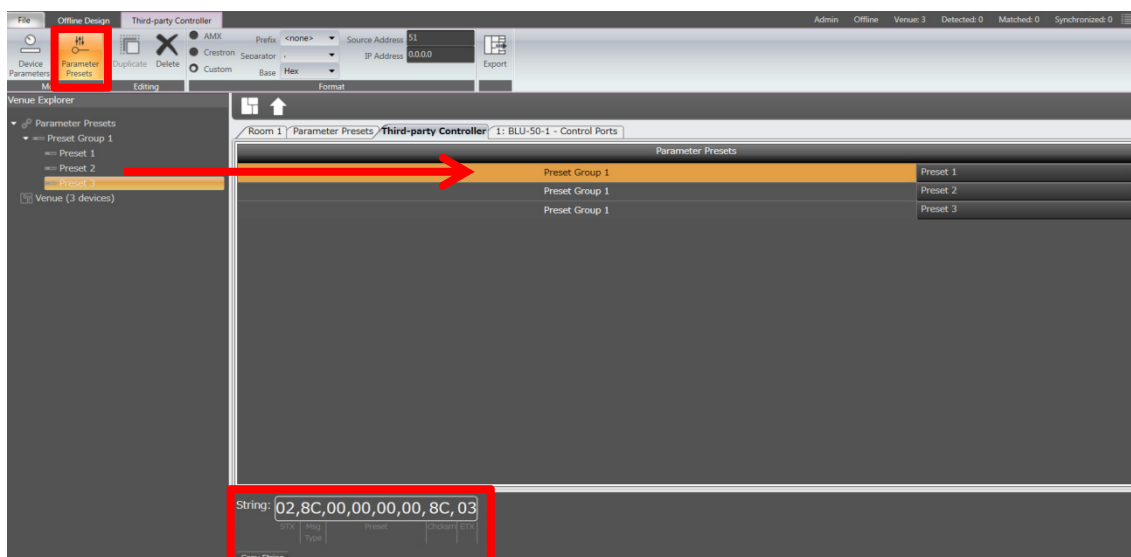 File Offline Design Third-party Controller Admin Offline Venue: 3 Detected: 0 Matched: 0 Synchronized: 0
AMX Prefix <none> Source Address 51
Crestron Separator , IP Address 0.0.0.0
Custom Base Hex
Device Parameters
Parameter Presets
Duplicate Delete
Export
Editing Format
Venue Explorer
Parameter Presets
Preset Group 1
Preset 1
Preset 2
Preset 3
Venue (3 devices)
Room 1 Parameter Presets Third-party Controller 1: BLU-50-1 - Control Ports
Parameter Presets
Preset Group 1 Preset 1
Preset Group 1 Preset 2
Preset Group 1 Preset 3
String: 02,8C,00,00,00,00, 8C, 03
STX Msg Type Preset Chcksm ETX
Copy String